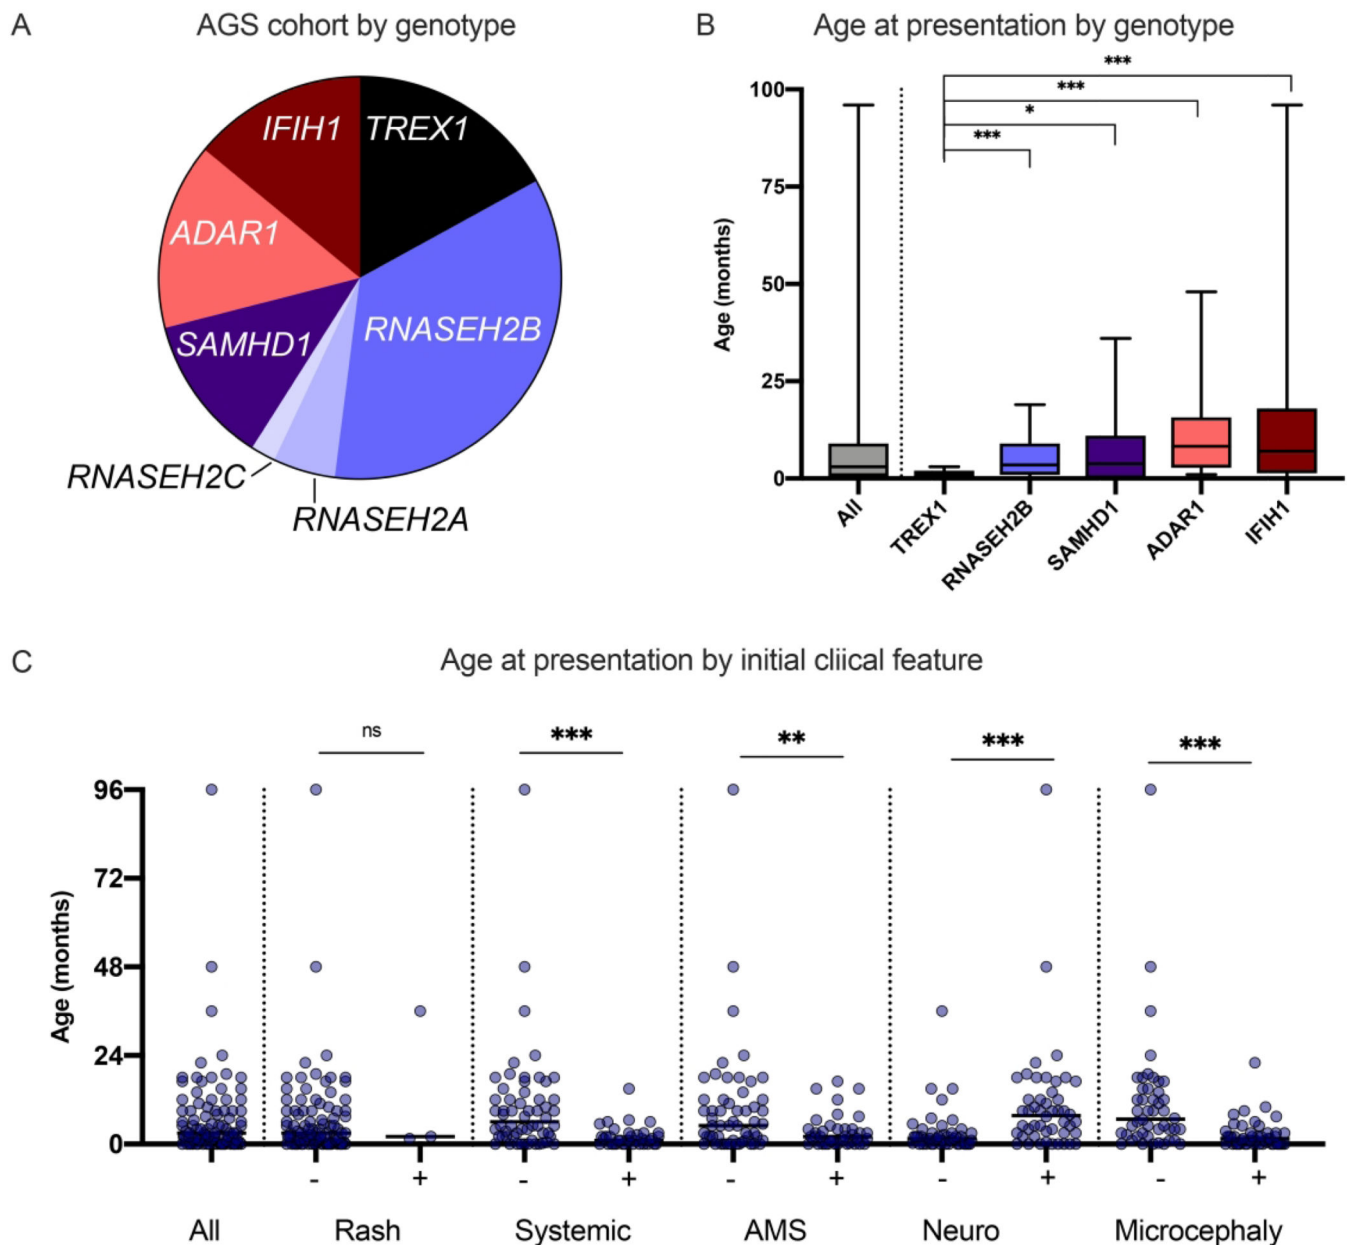 A
AGS cohort by genotype
IFIH1
TREX1
ADAR1
RNASEH2B
SAMHD1
RNASEH2C
RNASEH2A
B
Age at presentation by genotype
***
***
*
***
100
75
50
25
0
Age (months)
All
TREX1
RNASEH2B
SAMHD1
ADAR1
IFIH1
C
Age at presentation by initial cliical feature
ns
***
**
***
***
96
72
48
24
0
Age (months)
- + - + - + - + - +
All Rash Systemic AMS Neuro Microcephaly